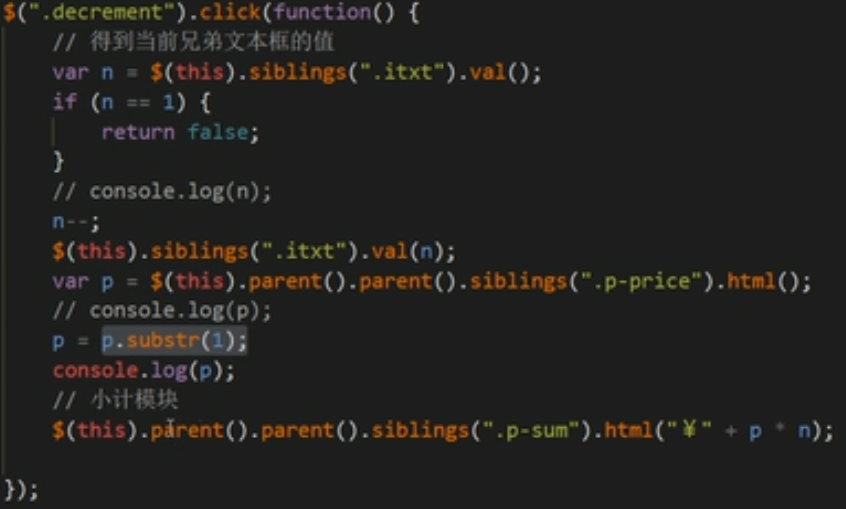 $(".decrement").click(function() {
// 得到当前兄弟文本框的值
var n = $(this).siblings(".itxt").val();
if (n == 1) {
return false;
}
// console.log(n);
n--;
$(this).siblings(".itxt").val(n);
var p = $(this).parent().parent().siblings(".p-price").html();
// console.log(p);
p = p.substr(1);
console.log(p);
// 小计模块
$(this).parent().parent().siblings(".p-sum").html("¥" + p * n);
});